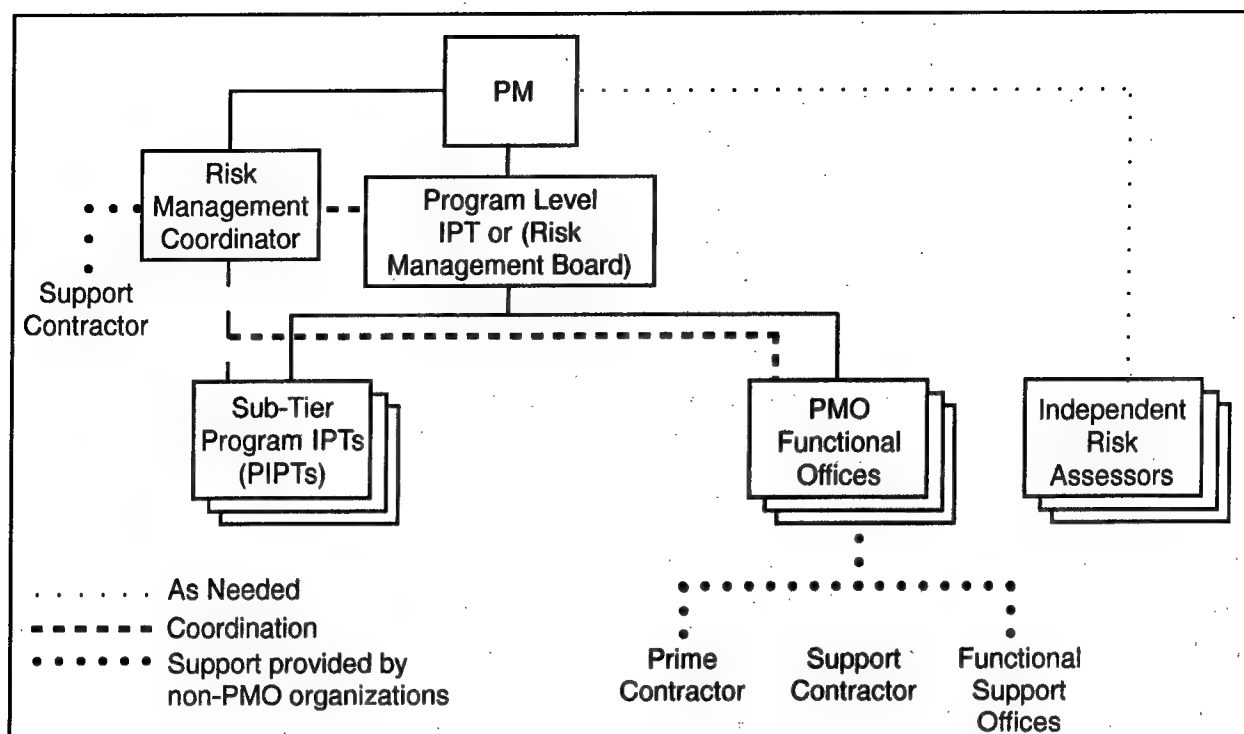 PM
Risk
Management
Coordinator
Program Level
IPT or (Risk
Management Board)
Support
Contractor
Sub-Tier
Program IPTs
(PIPTs)
PMO
Functional
Offices
Independent
Risk
Assessors
As Needed
Coordination
Support provided by
non-PMO organizations
Prime
Contractor
Support
Contractor
Functional
Support
Offices